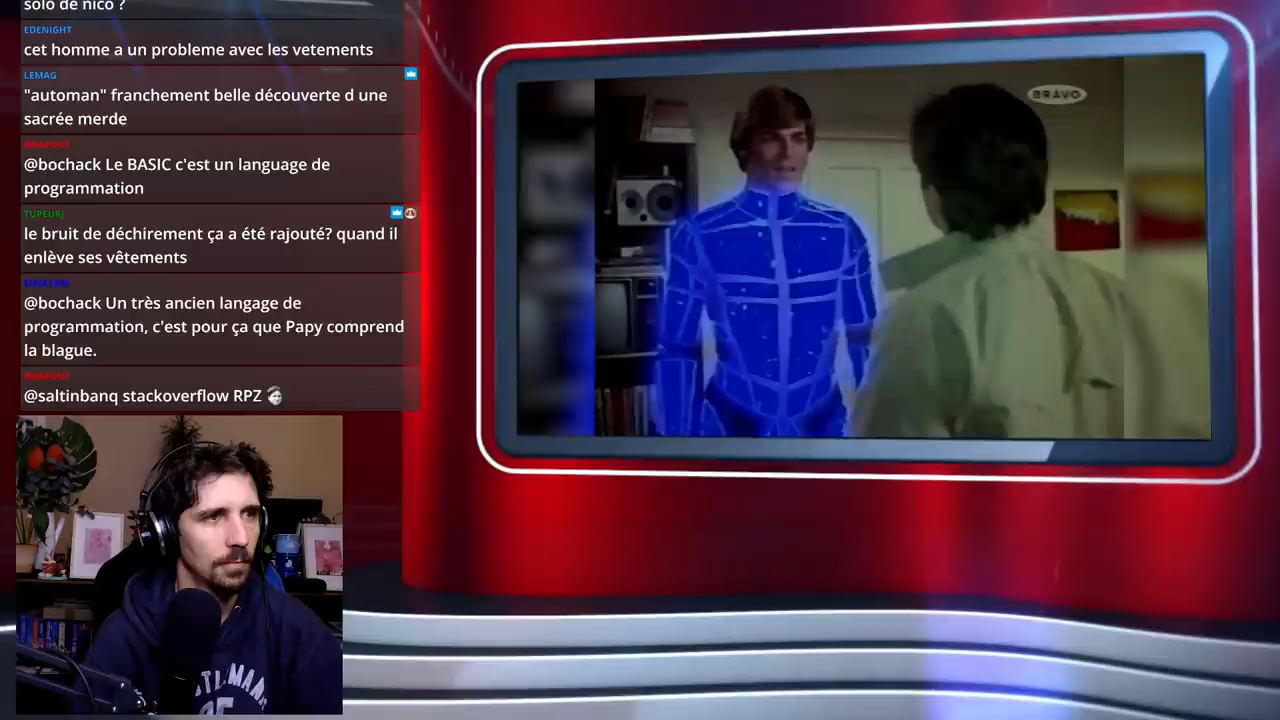 solo de nico ?
EDENIGHT
cet homme a un probleme avec les vetements
LEMAG
"automan" franchement belle découverte d une
sacrée merde
@bochack Le BASIC c'est un language de
programmation
TUPEURJ
le bruit de déchirement ça a été rajouté? quand il
enlève ses vêtements
@bochack Un très ancien langage de
programmation, c'est pour ça que Papy comprend
la blague.
@saltinbanq stackoverflow RPZ
BRAVO